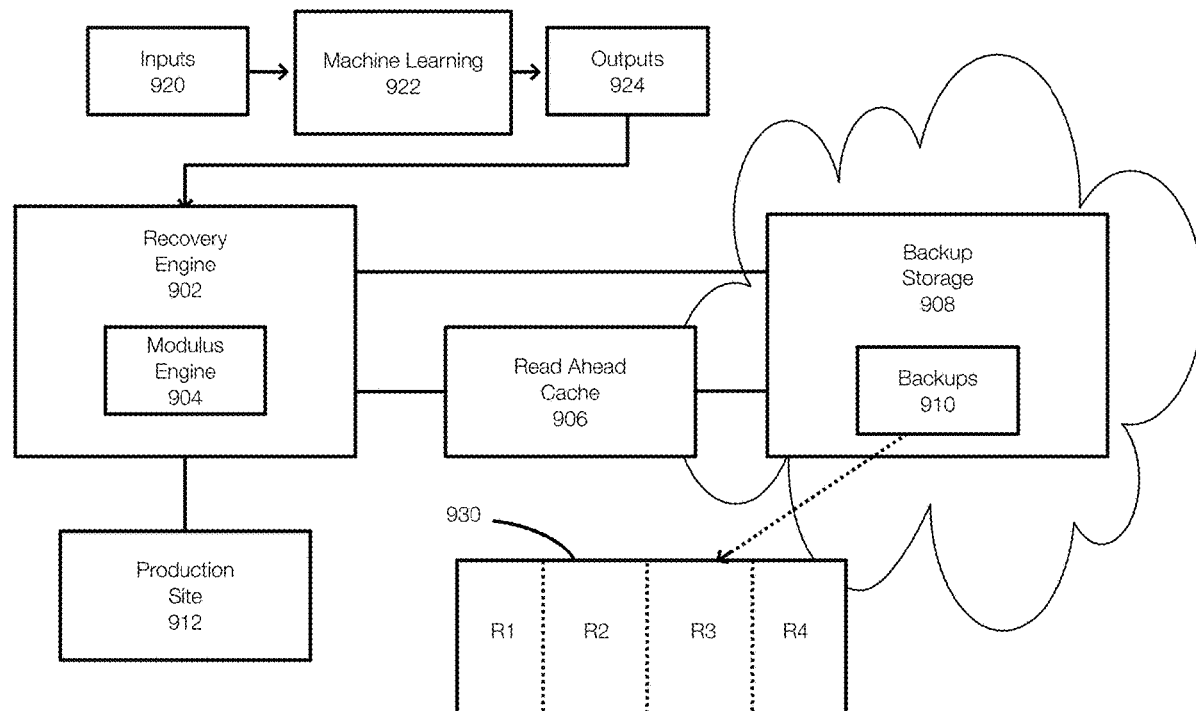 Inputs
920
Machine Learning
922
Outputs
924
Recovery
Engine
902
Modulus
Engine
904
Read Ahead
Cache
906
Backup
Storage
908
Backups
910
Production
Site
912
930
R1
R2
R3
R4